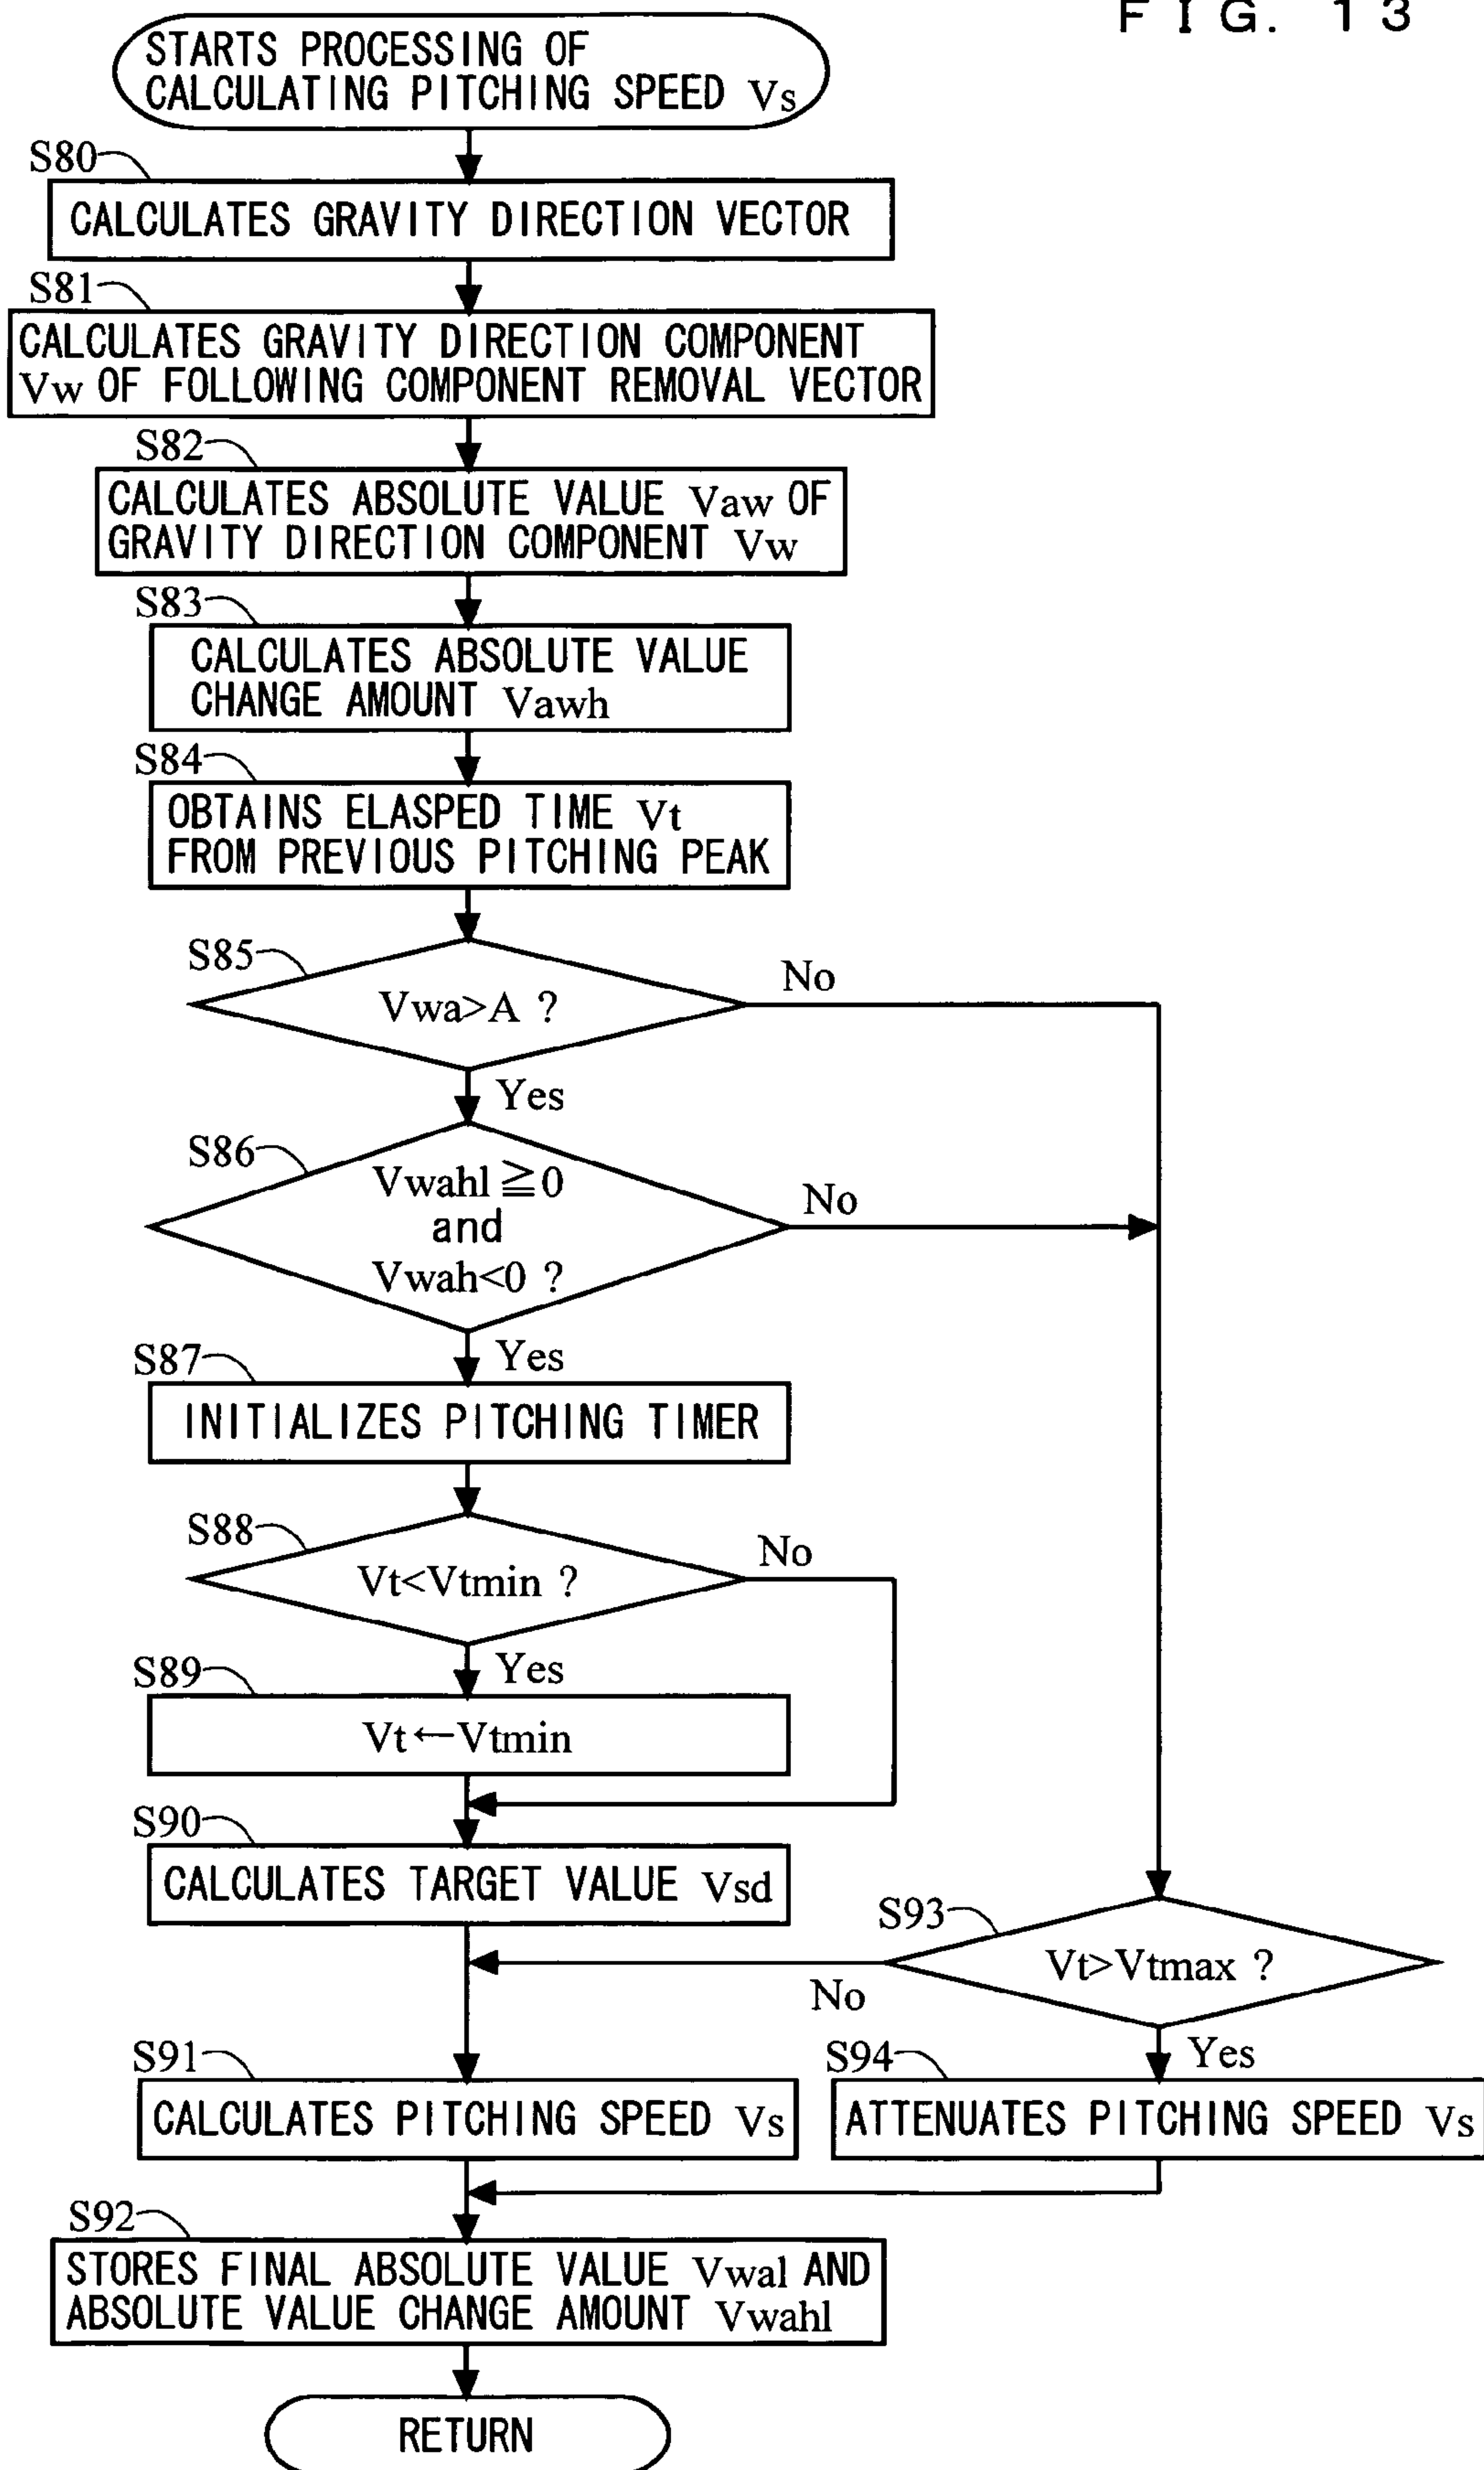 FIG. 13
STARTS PROCESSING OF
CALCULATING PITCHING SPEED Vs
S80
CALCULATES GRAVITY DIRECTION VECTOR
S81
CALCULATES GRAVITY DIRECTION COMPONENT
Vw OF FOLLOWING COMPONENT REMOVAL VECTOR
S82
CALCULATES ABSOLUTE VALUE Vaw OF
GRAVITY DIRECTION COMPONENT Vw
S83
CALCULATES ABSOLUTE VALUE
CHANGE AMOUNT Vawh
S84
OBTAINS ELASPED TIME Vt
FROM PREVIOUS PITCHING PEAK
S85
Vwa>A ?
No
Yes
S86
Vwahl≧0
and
Vwah<0 ?
No
Yes
S87
INITIALIZES PITCHING TIMER
S88
Vt<Vtmin ?
No
Yes
S89
Vt←Vtmin
S90
CALCULATES TARGET VALUE Vsd
S93
Vt>Vtmax ?
No
Yes
S91
CALCULATES PITCHING SPEED Vs
S94
ATTENUATES PITCHING SPEED Vs
S92
STORES FINAL ABSOLUTE VALUE Vwal AND
ABSOLUTE VALUE CHANGE AMOUNT Vwahl
RETURN